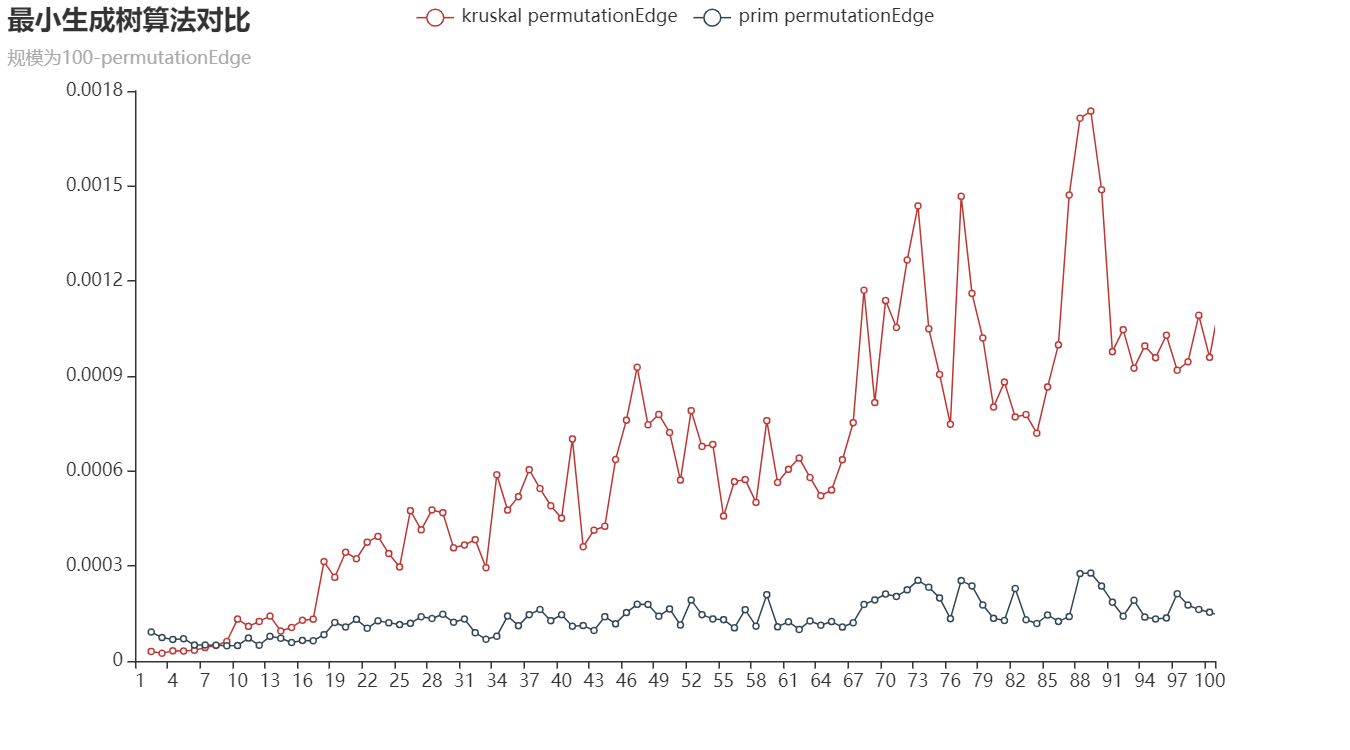 最小生成树算法对比
kruskal permutationEdge prim permutationEdge
规模为100-permutationEdge
0.0018
0.0015
0.0012
0.0009
0.0006
0.0003
0
1 4 7 10 13 16 19 22 25 28 31 34 37 40 43 46 49 52 55 58 61 64 67 70 73 76 79 82 85 88 91 94 97 100